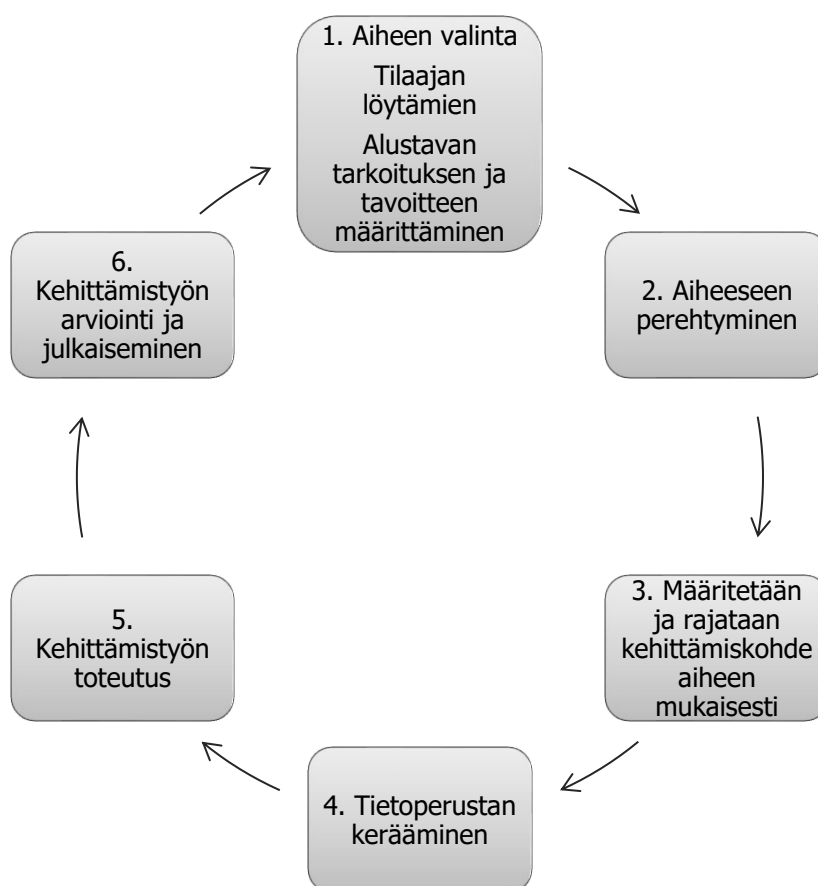 1. Aiheen valinta
Tilaajan
löytämien
Alustavan
tarkoituksen ja
tavoitteen
määrittäminen
2. Aiheeseen
perehtyminen
3. Määritetään
ja rajataan
kehittämiskohde
aiheen
mukaisesti
4. Tietoperustan
kerääminen
5.
Kehittämistyön
toteutus
6.
Kehittämistyön
arviointi ja
julkaiseminen